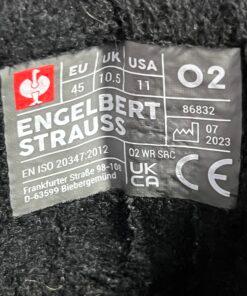 EU UK USA O2
45 10.5 11
86832
ENGELBERT
STRAUSS
07
2023
EN ISO 20347:2012
O2 WR SRC
Frankfurter Straße 98-108
D-63599 Biebergemünd
UK
CA